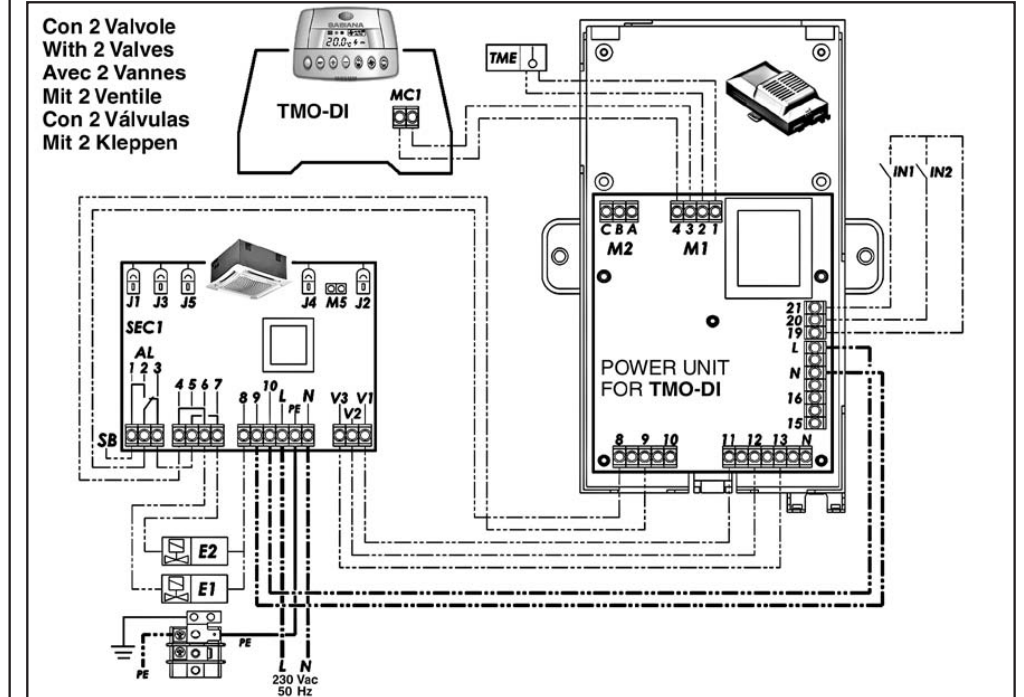 Con 2 Valvole
With 2 Valves
Avec 2 Vannes
Mit 2 Ventile
Con 2 Válvulas
Mit 2 Kleppen
SABIANA
20.0°c
TMO-DI
MC1
TME
IN1 IN2
C B A
M2
4 3 2 1
M1
21
20
19
L
N
16
15
POWER UNIT
FOR TMO-DI
8 9 10
11 12 13 N
J1 J3 J5
J4 M5 J2
SEC1
AL
1 2 3
4 5 6 7
8 9 10 L PE N
V3 V2 V1
SB
E2
E1
PE
PE
L N
230 Vac
50 Hz